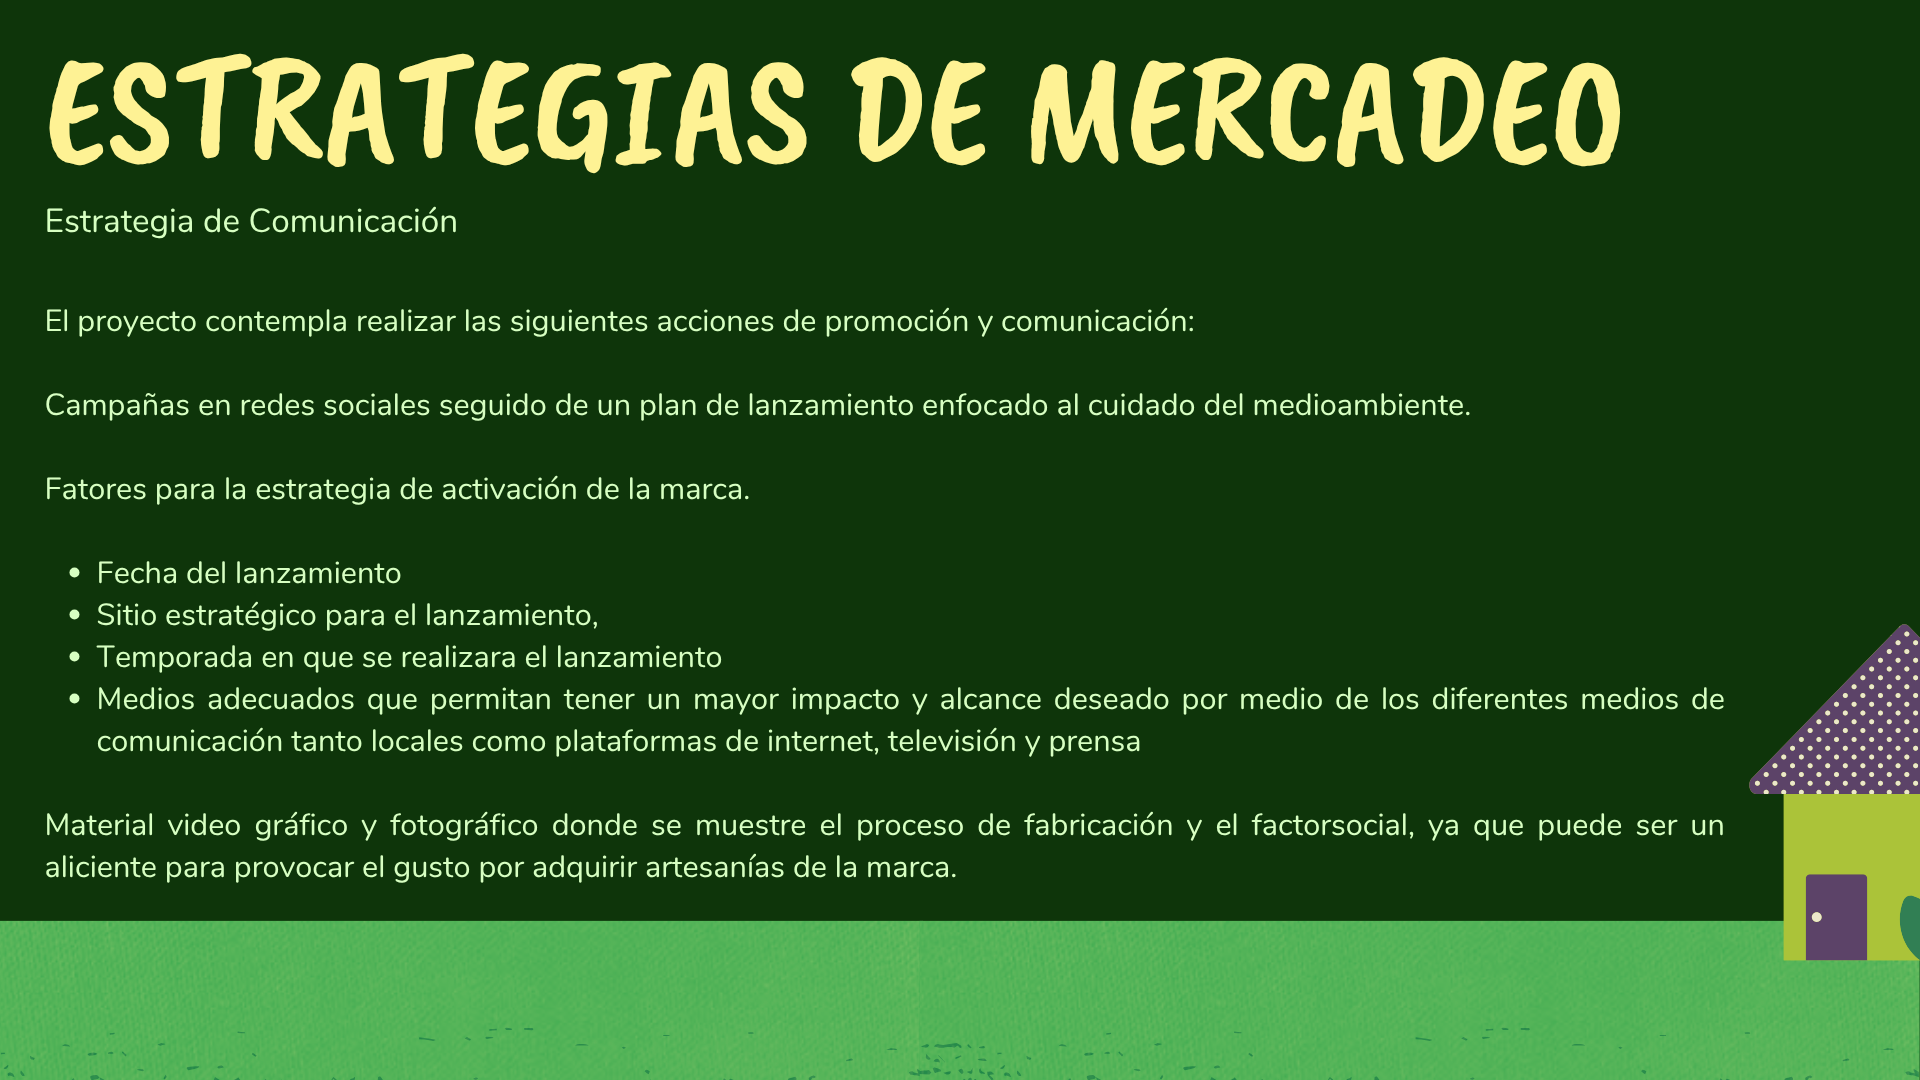 ESTRATEGIAS DE MERCADEO
Estrategia de Comunicación
El proyecto contempla realizar las siguientes acciones de promoción y comunicación:
Campañas en redes sociales seguido de un plan de lanzamiento enfocado al cuidado del medioambiente.
Fatores para la estrategia de activación de la marca.
• Fecha del lanzamiento
• Sitio estratégico para el lanzamiento,
• Temporada en que se realizara el lanzamiento
• Medios adecuados que permitan tener un mayor impacto y alcance deseado por medio de los diferentes medios de
comunicación tanto locales como plataformas de internet, televisión y prensa
Material video gráfico y fotográfico donde se muestre el proceso de fabricación y el factorsocial, ya que puede ser un
aliciente para provocar el gusto por adquirir artesanías de la marca.